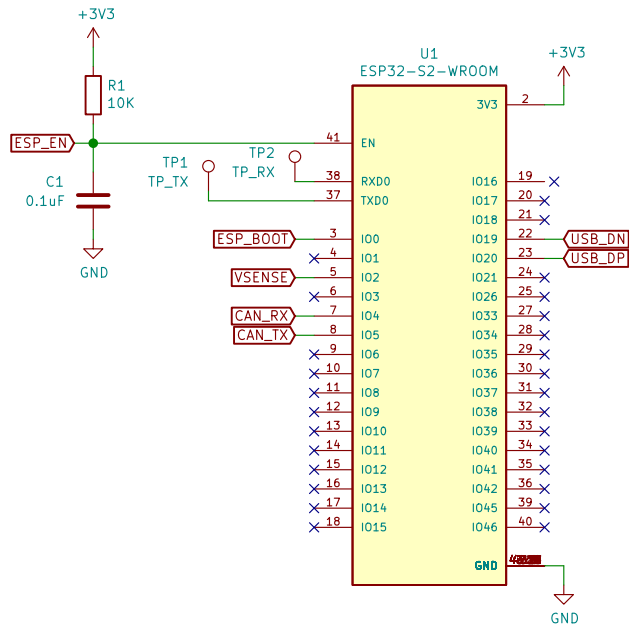 +3V3
R1
10K
ESP_EN
C1
0.1uF
GND
TP1
TP_TX
TP2
TP_RX
U1
ESP32-S2-WROOM
+3V3
3V3 2
41 EN
38 RXD0
37 TXD0
ESP_BOOT 3 IO0
4 IO1
VSENSE 5 IO2
6 IO3
CAN_RX 7 IO4
CAN_TX 8 IO5
9 IO6
10 IO7
11 IO8
12 IO9
13 IO10
14 IO11
15 IO12
16 IO13
17 IO14
18 IO15
IO16 19
IO17 20
IO18 21
IO19 22 USB_DN
IO20 23 USB_DP
IO21 24
IO26 25
IO33 27
IO34 28
IO35 29
IO36 30
IO37 31
IO38 32
IO39 33
IO40 34
IO41 35
IO42 36
IO45 39
IO46 40
GND
GND